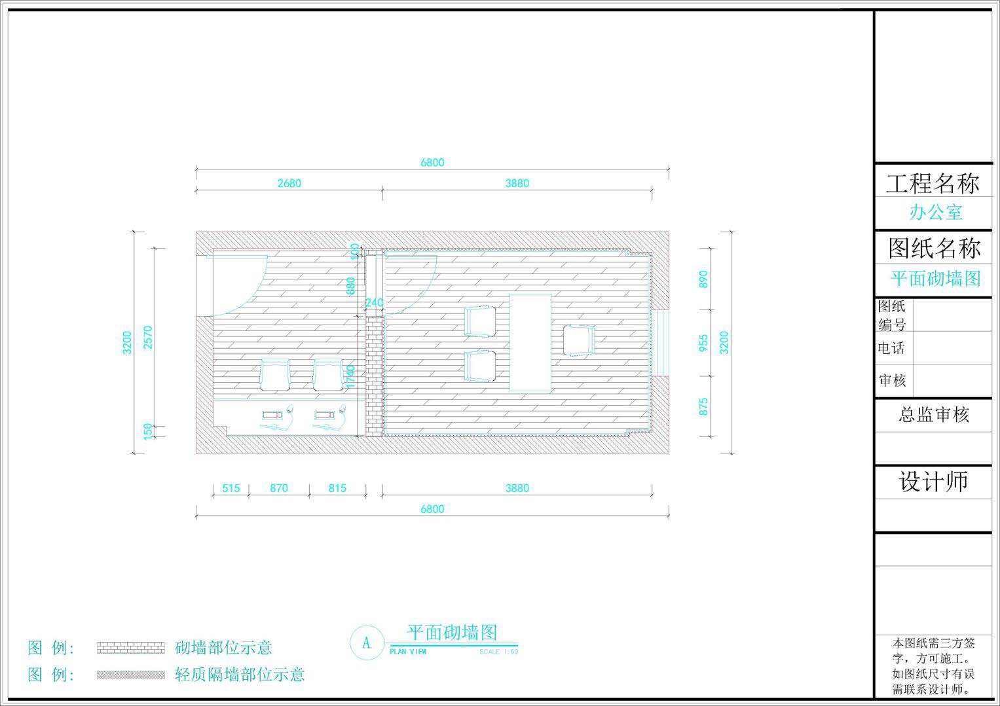 6800
2680
3880
100
880
240
1740
3200
2570
150
890
955
875
3200
515
870
815
3880
6800
图 例:
砌墙部位示意
图 例:
轻质隔墙部位示意
A
平面砌墙图
PLAN VIEW
SCALE 1:60
工程名称
办公室
图纸名称
平面砌墙图
图纸
编号
电话
审核
总监审核
设计师
本图纸需三方签
字，方可施工。
如图纸尺寸有误
需联系设计师。